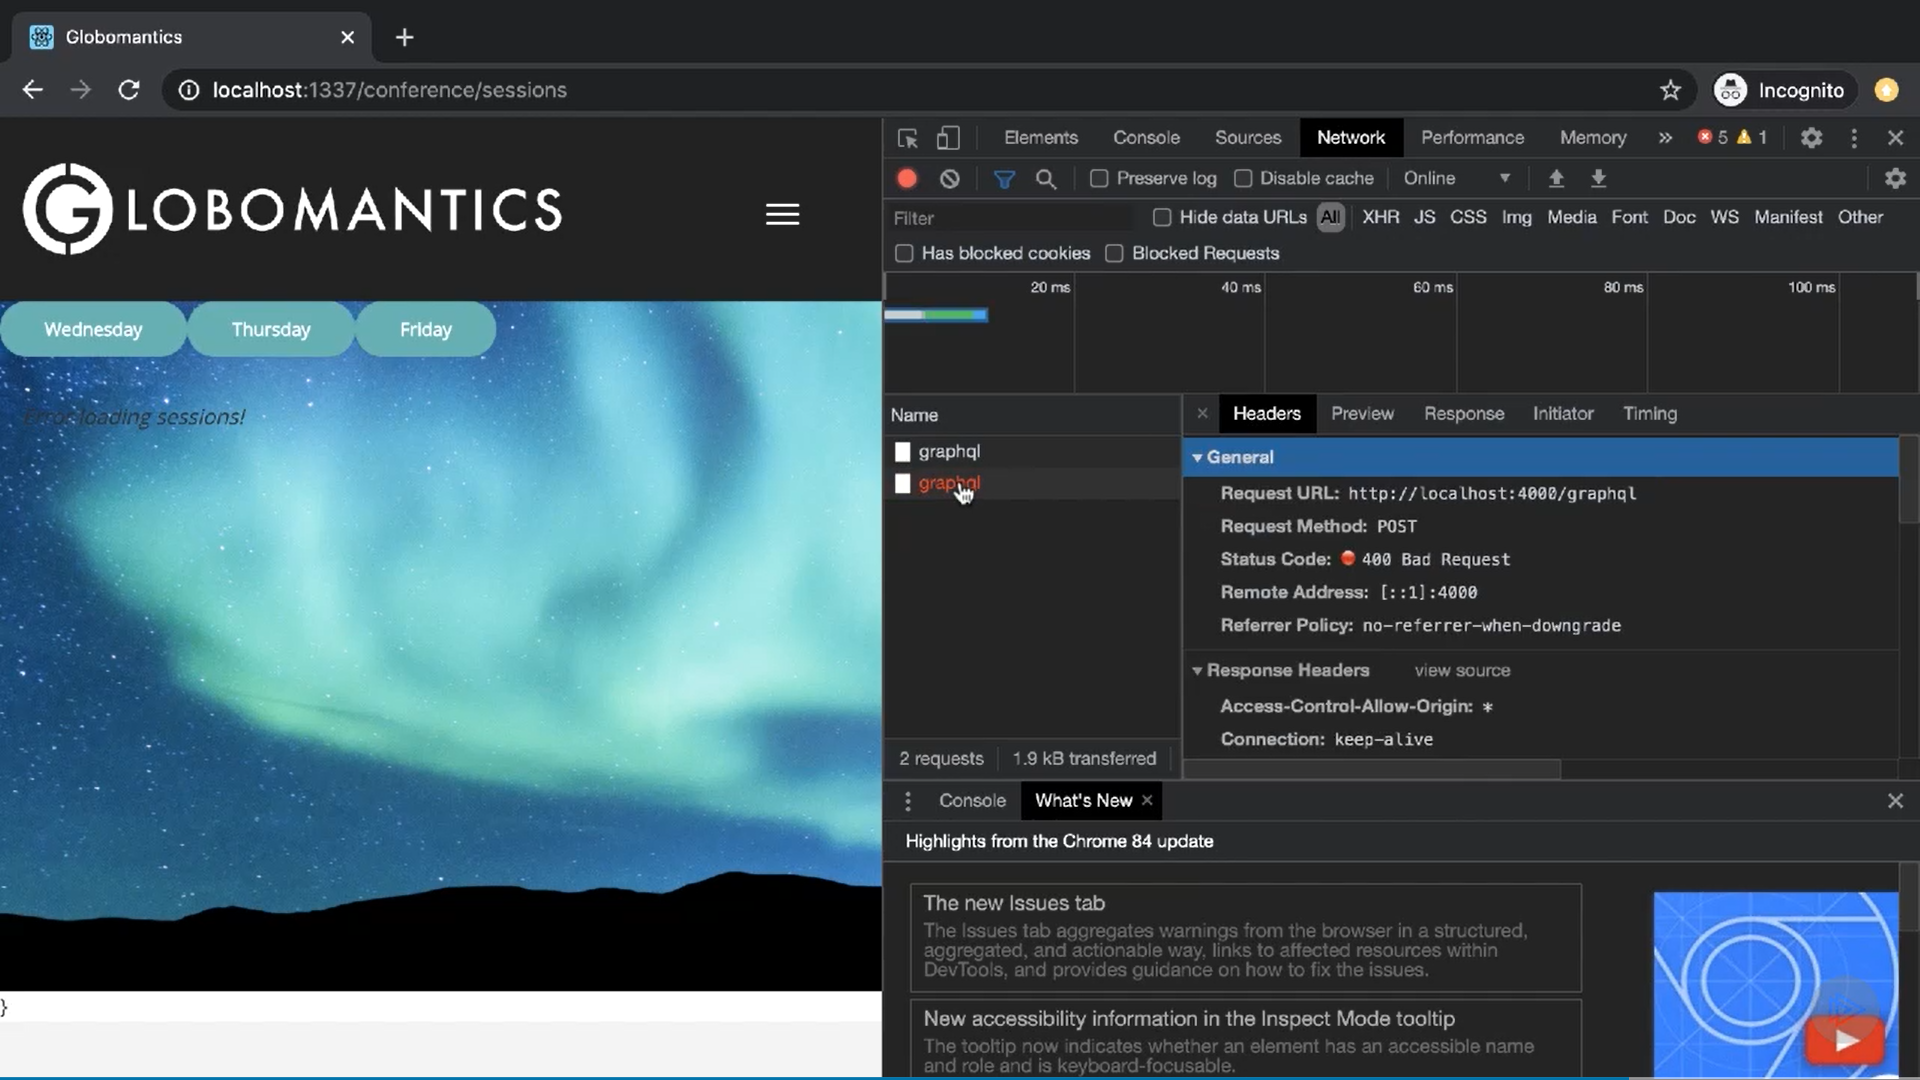 Globomantics
localhost:1337/conference/sessions
Incognito
GLOBOMANTICS
Wednesday
Thursday
Friday
Error loading sessions!
}
Elements
Console
Sources
Network
Performance
Memory
5
1
Preserve log
Disable cache
Online
Filter
Hide data URLs
All
XHR
JS
CSS
Img
Media
Font
Doc
WS
Manifest
Other
Has blocked cookies
Blocked Requests
20 ms
40 ms
60 ms
80 ms
100 ms
Name
graphql
graphql
2 requests
1.9 kB transferred
Headers
Preview
Response
Initiator
Timing
General
Request URL: http://localhost:4000/graphql
Request Method: POST
Status Code: 400 Bad Request
Remote Address: [::1]:4000
Referrer Policy: no-referrer-when-downgrade
Response Headers
view source
Access-Control-Allow-Origin: *
Connection: keep-alive
Console
What's New
Highlights from the Chrome 84 update
The new Issues tab
The Issues tab aggregates warnings from the browser in a structured,
aggregated, and actionable way, links to affected resources within
DevTools, and provides guidance on how to fix the issues.
New accessibility information in the Inspect Mode tooltip
The tooltip now indicates whether an element has an accessible name
and role and is keyboard-focusable.